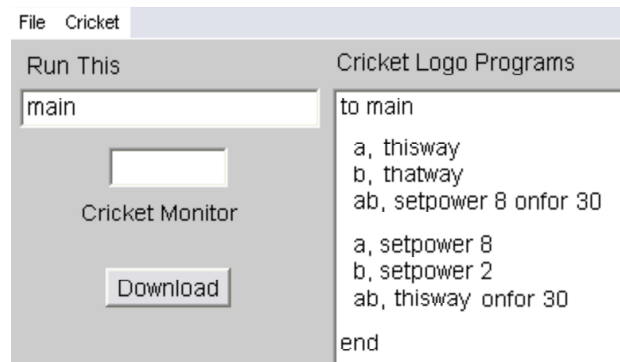 File Cricket
Run This
main
Cricket Monitor
Download
Cricket Logo Programs
to main
a, thisway
b, thatway
ab, setpower 8 onfor 30
a, setpower 8
b, setpower 2
ab, thisway onfor 30
end